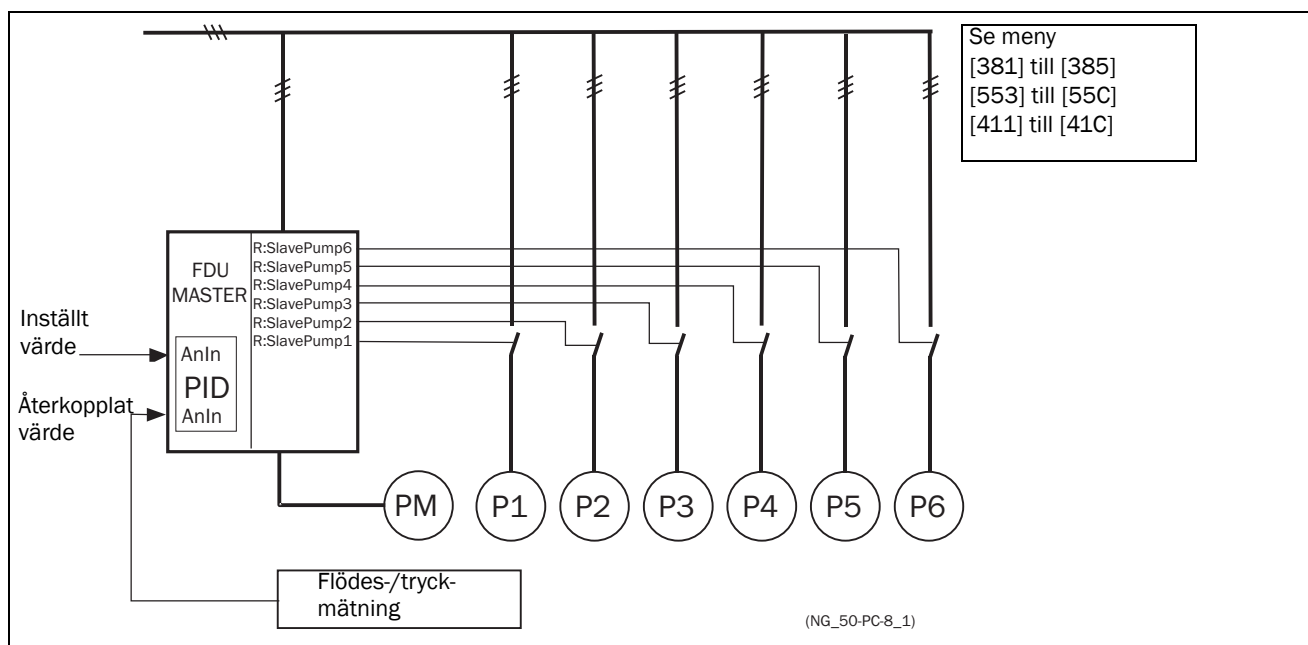 Se meny
[381] till [385]
[553] till [55C]
[411] till [41C]
R:SlavePump6
R:SlavePump5
R:SlavePump4
R:SlavePump3
R:SlavePump2
R:SlavePump1
FDU
MASTER
Inställt
värde
AnIn
PID
AnIn
Återkopplat
värde
PM
P1
P2
P3
P4
P5
P6
Flödes-/tryck-
mätning
(NG_50-PC-8_1)